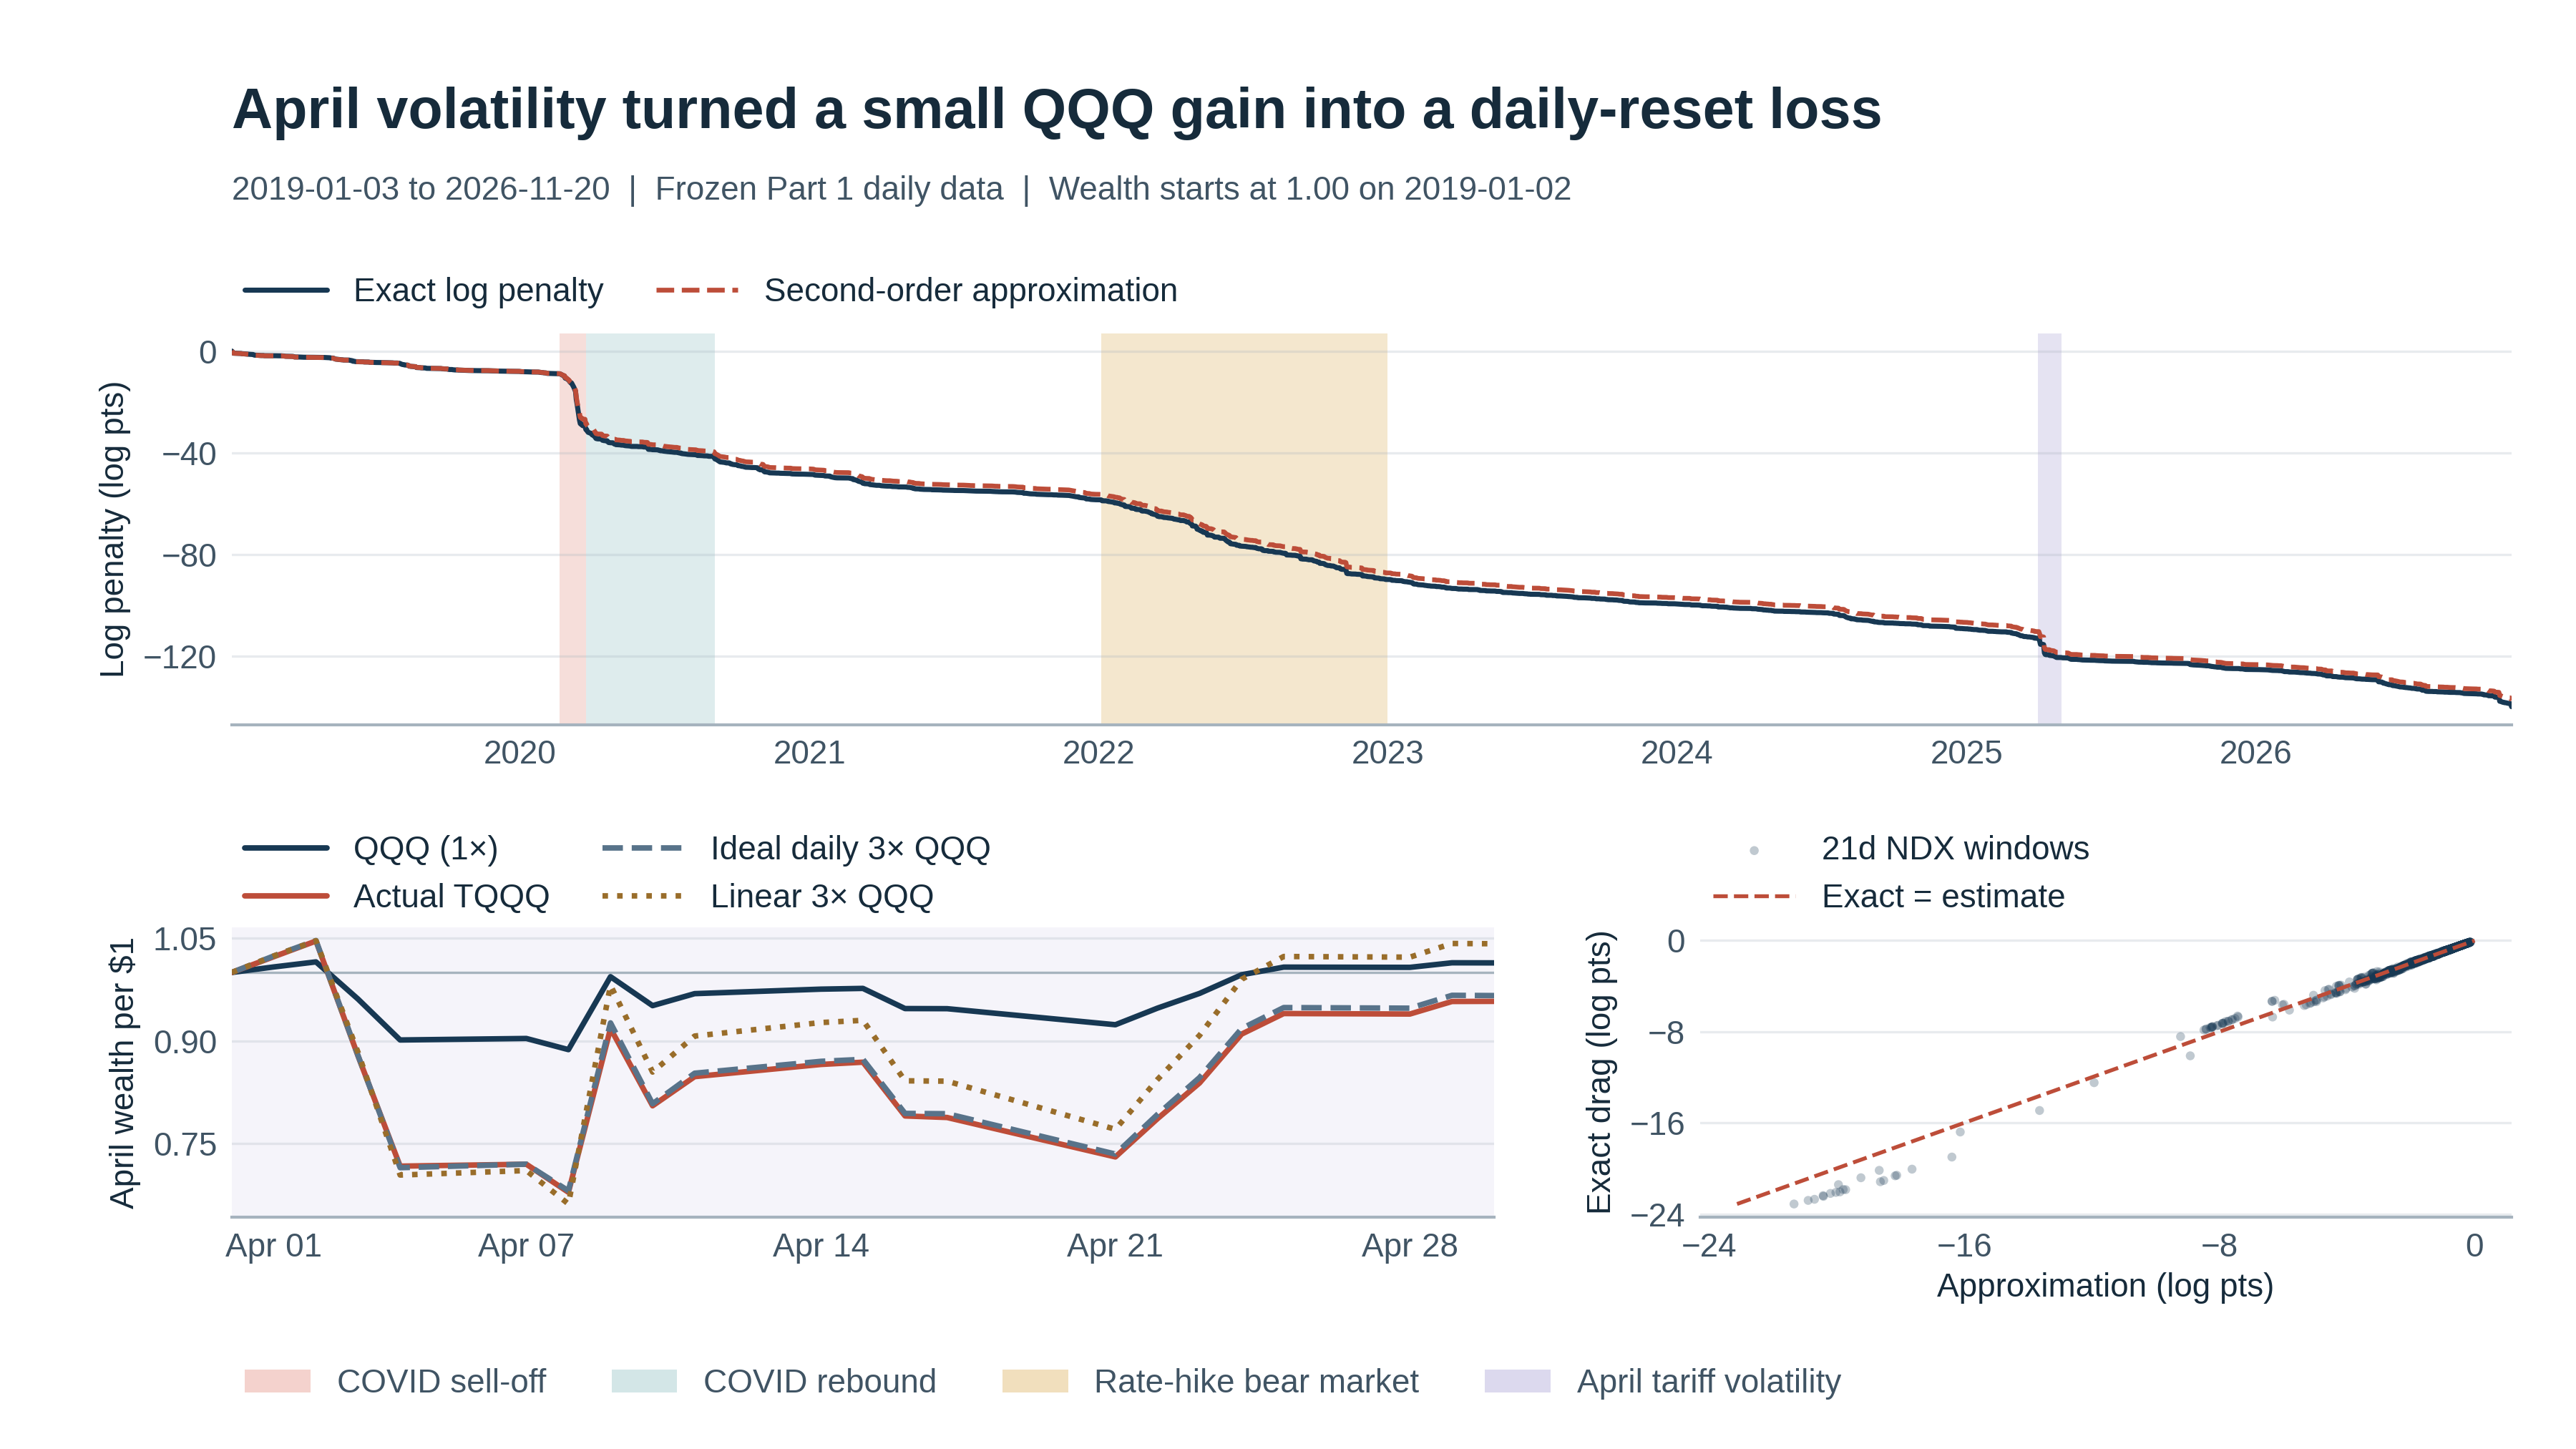 April volatility turned a small QQQ gain into a daily-reset loss
2019-01-03 to 2026-11-20 | Frozen Part 1 daily data | Wealth starts at 1.00 on 2019-01-02
Exact log penalty
Second-order approximation
Log penalty (log pts)
0
−40
−80
−120
2020
2021
2022
2023
2024
2025
2026
QQQ (1×)
Ideal daily 3× QQQ
Actual TQQQ
Linear 3× QQQ
April wealth per $1
1.05
0.90
0.75
Apr 01
Apr 07
Apr 14
Apr 21
Apr 28
21d NDX windows
Exact = estimate
Exact drag (log pts)
0
−8
−16
−24
−24
−16
−8
0
Approximation (log pts)
COVID sell-off
COVID rebound
Rate-hike bear market
April tariff volatility